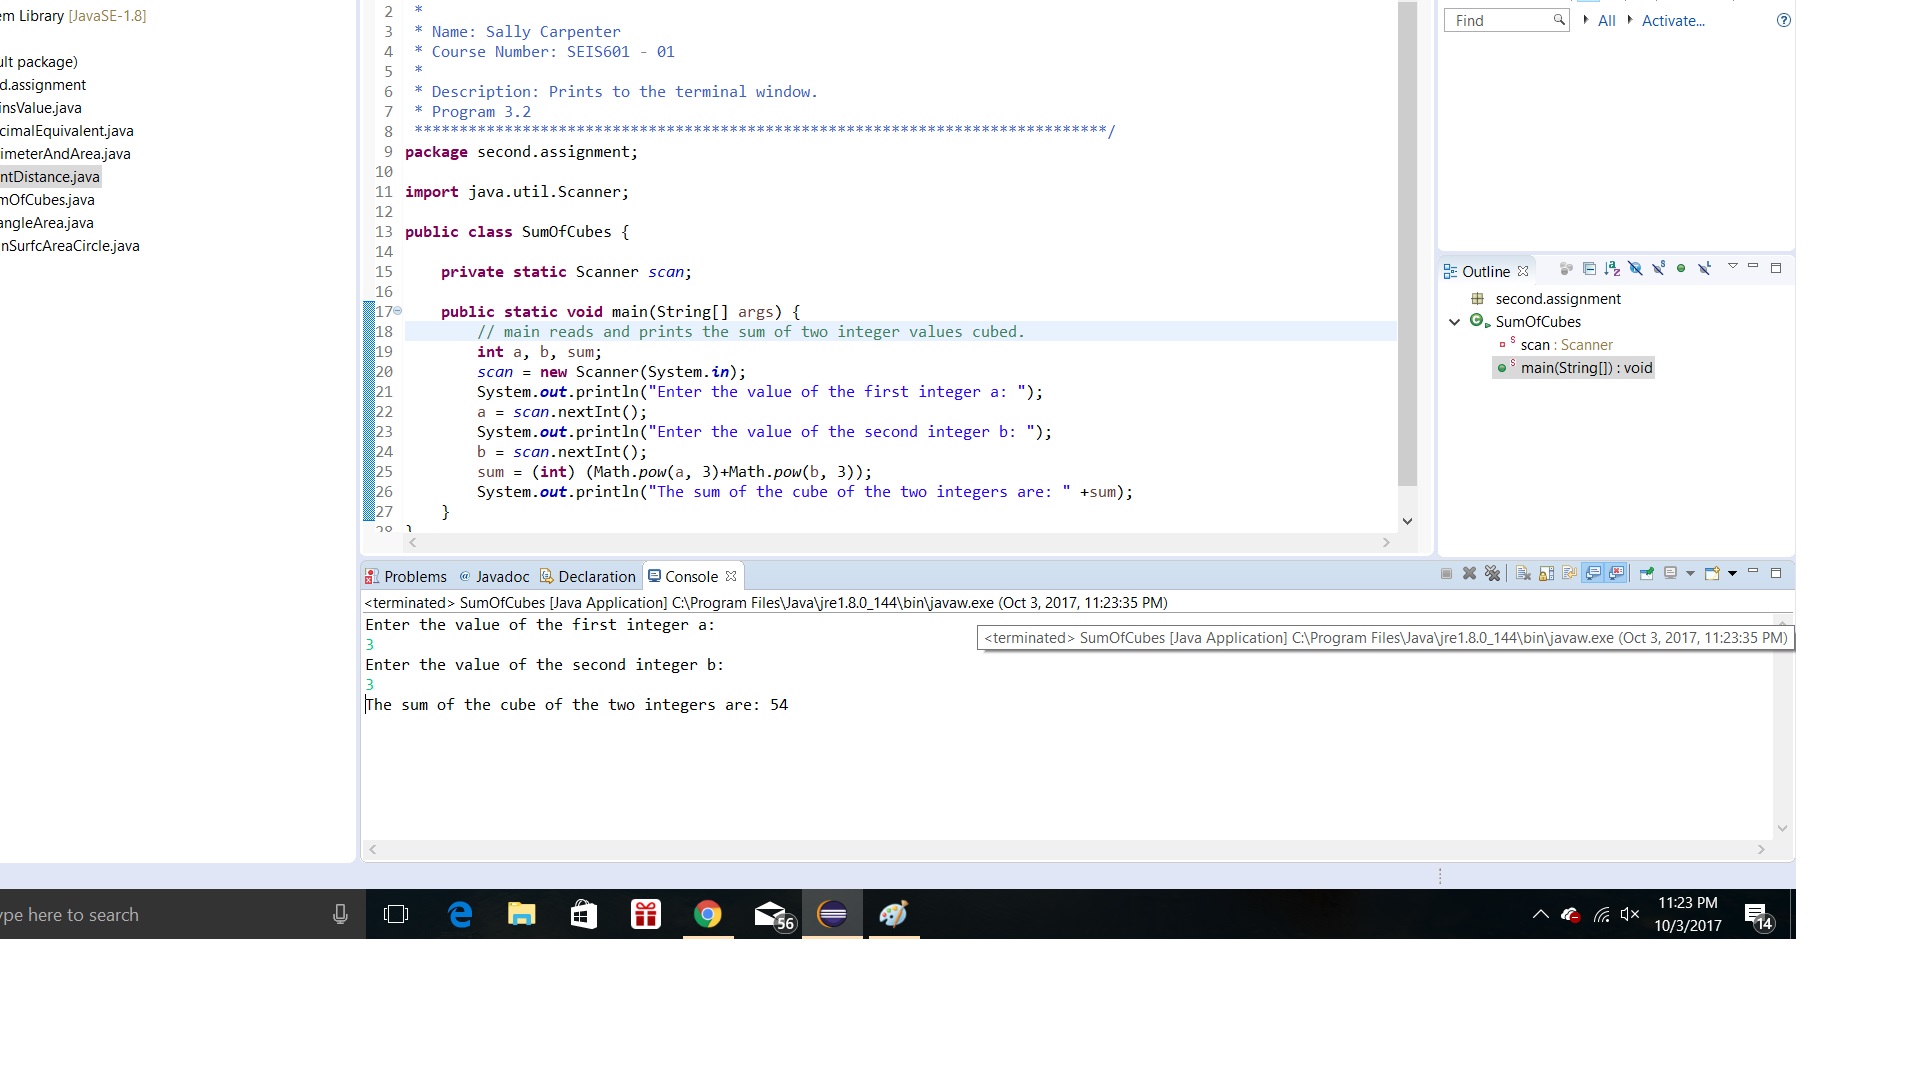 em Library [JavaSE-1.8]
ult package)
d.assignment
insValue.java
cimalEquivalent.java
imeterAndArea.java
ntDistance.java
mOfCubes.java
angleArea.java
nSurfcAreaCircle.java
2 *
3 * Name: Sally Carpenter
4 * Course Number: SEIS601 - 01
5 *
6 * Description: Prints to the terminal window.
7 * Program 3.2
8 *****************************************************************************/
9 package second.assignment;
10
11 import java.util.Scanner;
12
13 public class SumOfCubes {
14
15 private static Scanner scan;
16
17 public static void main(String[] args) {
18 // main reads and prints the sum of two integer values cubed.
19 int a, b, sum;
20 scan = new Scanner(System.in);
21 System.out.println("Enter the value of the first integer a: ");
22 a = scan.nextInt();
23 System.out.println("Enter the value of the second integer b: ");
24 b = scan.nextInt();
25 sum = (int) (Math.pow(a, 3)+Math.pow(b, 3));
26 System.out.println("The sum of the cube of the two integers are: " +sum);
27 }
28 }
Find All Activate...
Outline
second.assignment
SumOfCubes
scan : Scanner
main(String[]) : void
Problems @ Javadoc Declaration Console
<terminated> SumOfCubes [Java Application] C:\Program Files\Java\jre1.8.0_144\bin\javaw.exe (Oct 3, 2017, 11:23:35 PM)
Enter the value of the first integer a:
<terminated> SumOfCubes [Java Application] C:\Program Files\Java\jre1.8.0_144\bin\javaw.exe (Oct 3, 2017, 11:23:35 PM)
3
Enter the value of the second integer b:
3
The sum of the cube of the two integers are: 54
ype here to search
56
11:23 PM
10/3/2017
14